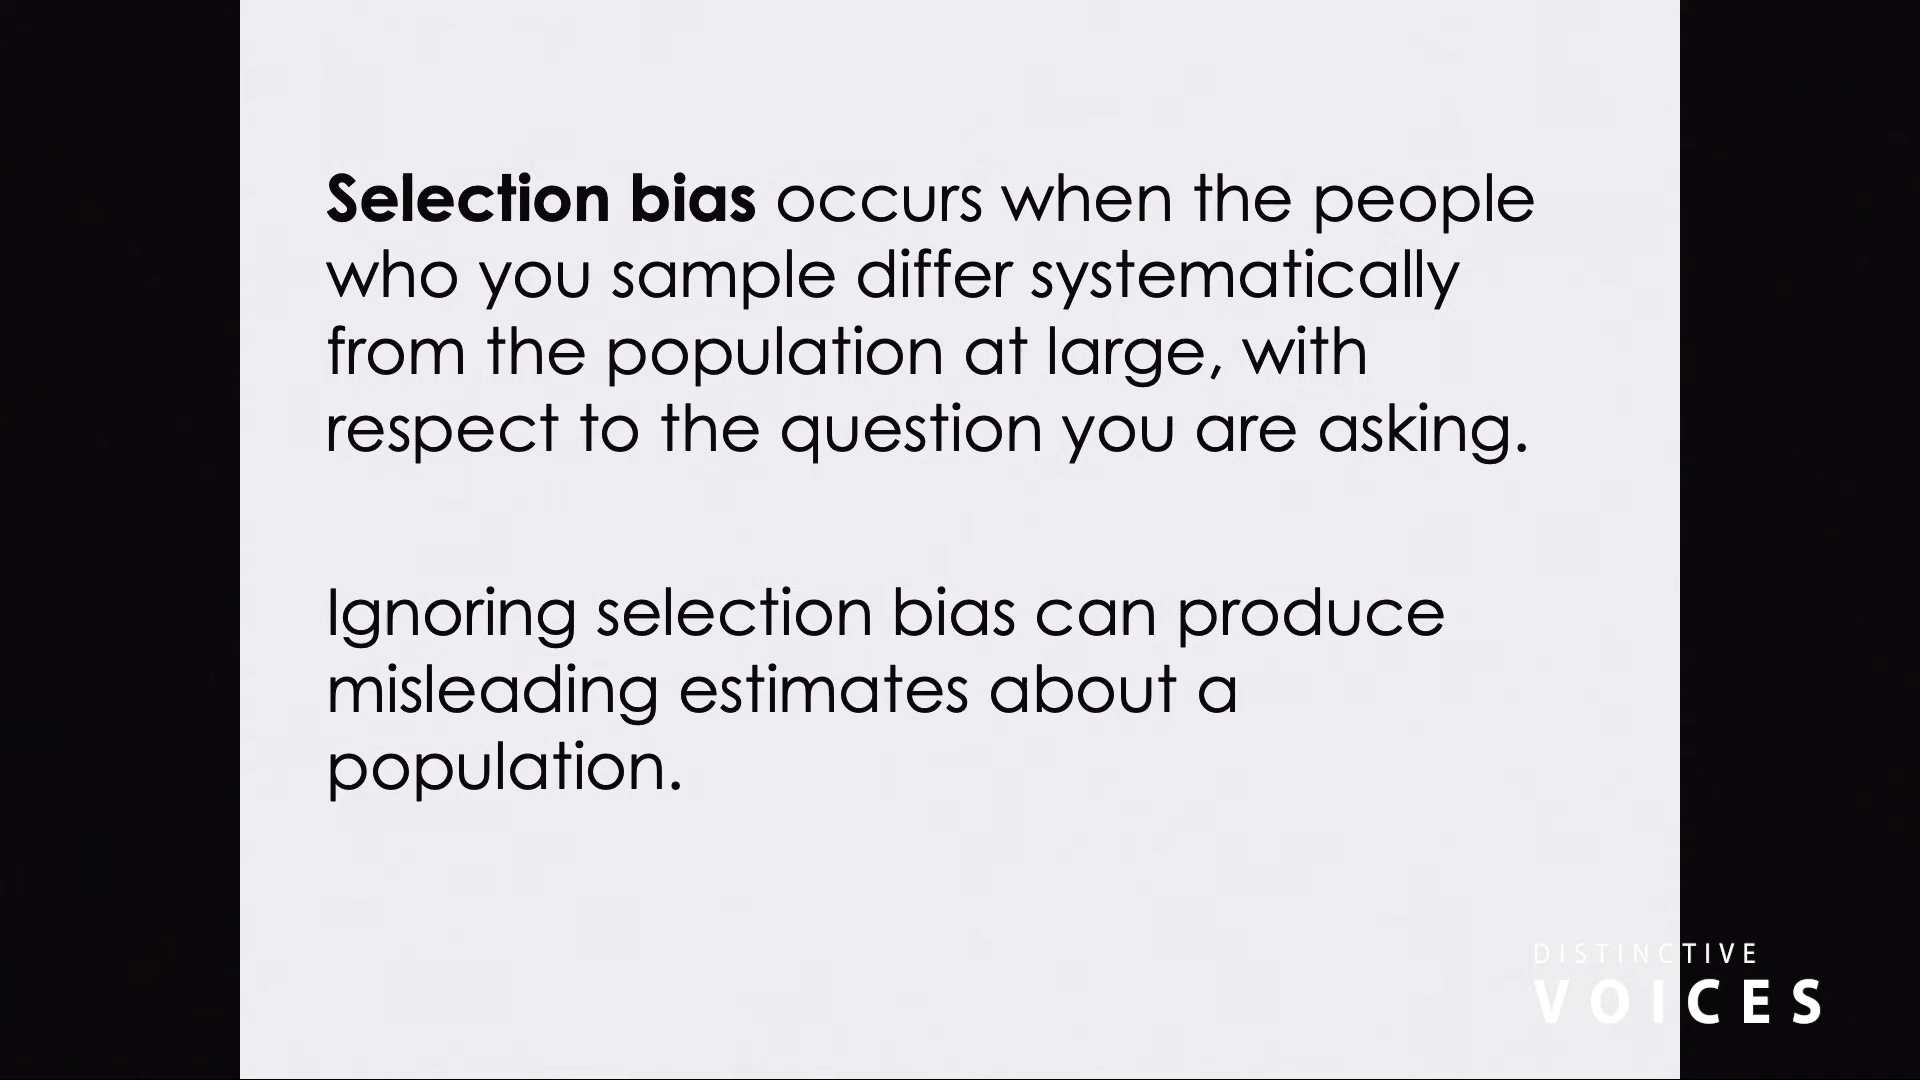 Selection bias occurs when the people
who you sample differ systematically
from the population at large, with
respect to the question you are asking.
Ignoring selection bias can produce
misleading estimates about a
population.
DISTINCTIVE
VOICES